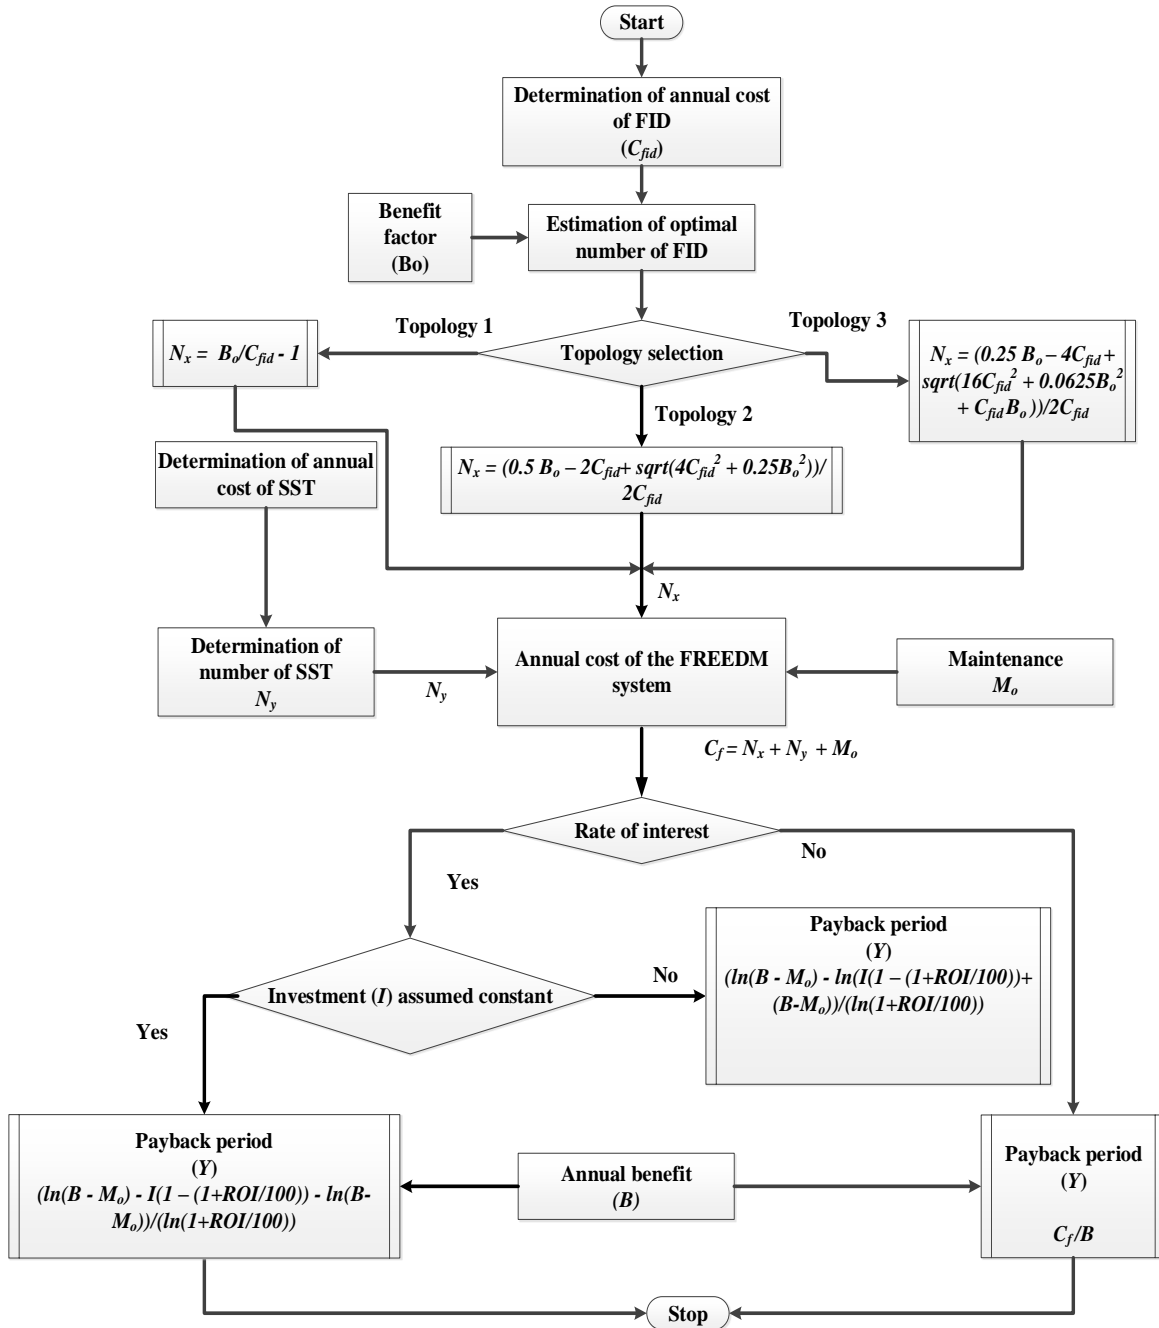 Start
Determination of annual cost
of FID
(C_fid)
Benefit
factor
(Bo)
Estimation of optimal
number of FID
Topology 1
Topology 3
Topology selection
N_x = B_o/C_fid - 1
N_x = (0.25 B_o – 4C_fid+
sqrt(16C_fid^2 + 0.0625B_o^2
+ C_fid B_o ))/2C_fid
Topology 2
Determination of annual
cost of SST
N_x = (0.5 B_o – 2C_fid+ sqrt(4C_fid^2 + 0.25B_o^2))/
2C_fid
N_x
Determination of
number of SST
N_y
N_y
Annual cost of the FREEDM
system
Maintenance
M_o
C_f = N_x + N_y + M_o
Rate of interest
No
Yes
Payback period
(Y)
(ln(B - M_o) - ln(I(1 – (1+ROI/100))+
(B-M_o))/(ln(1+ROI/100))
No
Investment (I) assumed constant
Yes
Payback period
(Y)
(ln(B - M_o) - I(1 – (1+ROI/100)) - ln(B-
M_o))/(ln(1+ROI/100))
Annual benefit
(B)
Payback period
(Y)
C_f/B
Stop